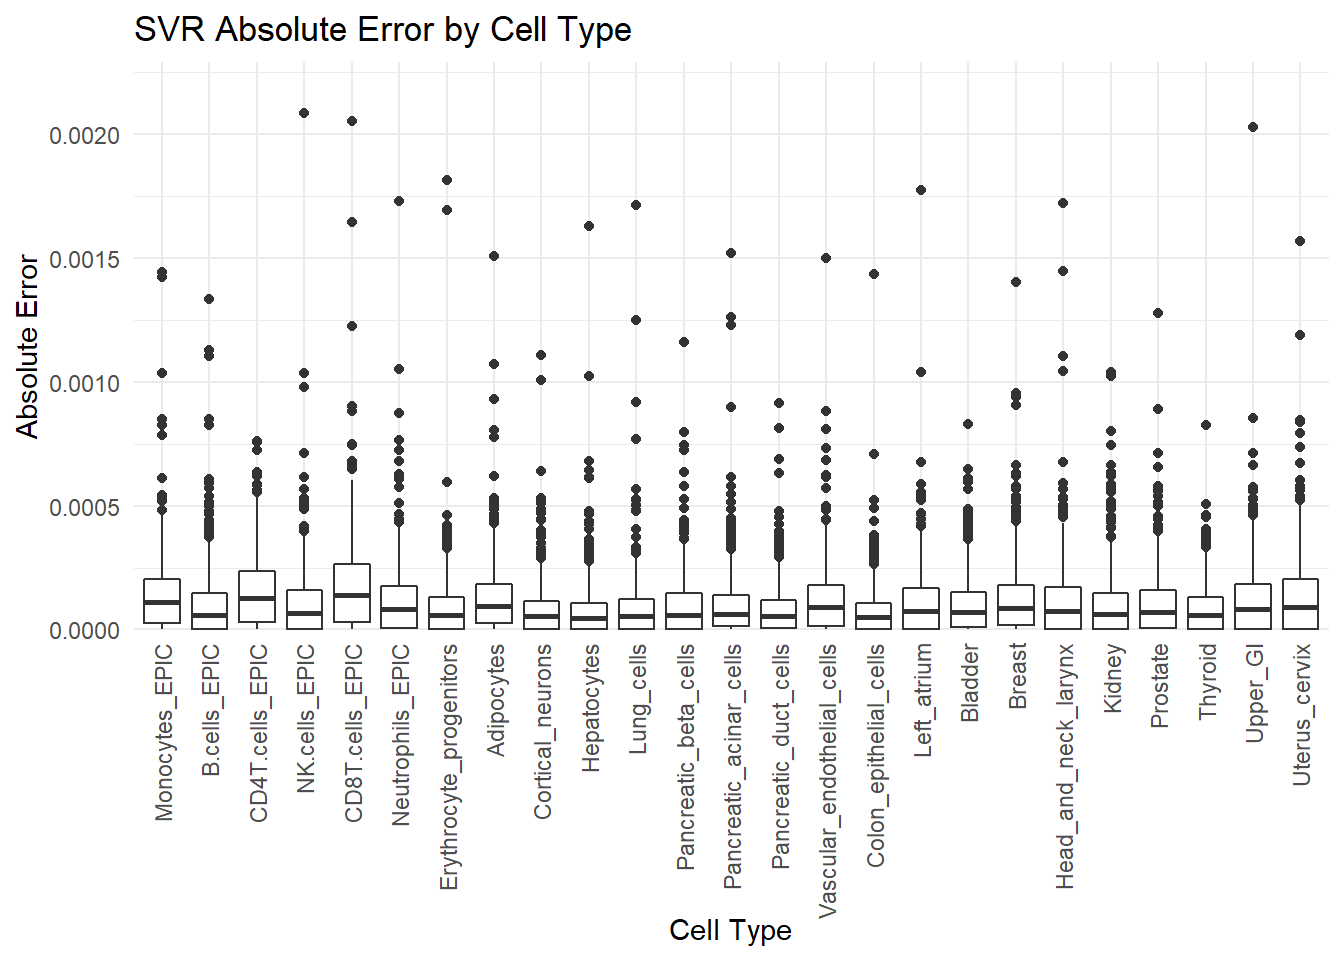 SVR Absolute Error by Cell Type
Absolute Error
0.0020
0.0015
0.0010
0.0005
0.0000
Monocytes_EPIC
B.cells_EPIC
CD4T.cells_EPIC
NK.cells_EPIC
CD8T.cells_EPIC
Neutrophils_EPIC
Erythrocyte_progenitors
Adipocytes
Cortical_neurons
Hepatocytes
Lung_cells
Pancreatic_beta_cells
Pancreatic_acinar_cells
Pancreatic_duct_cells
Vascular_endothelial_cells
Colon_epithelial_cells
Left_atrium
Bladder
Breast
Head_and_neck_larynx
Kidney
Prostate
Thyroid
Upper_GI
Uterus_cervix
Cell Type